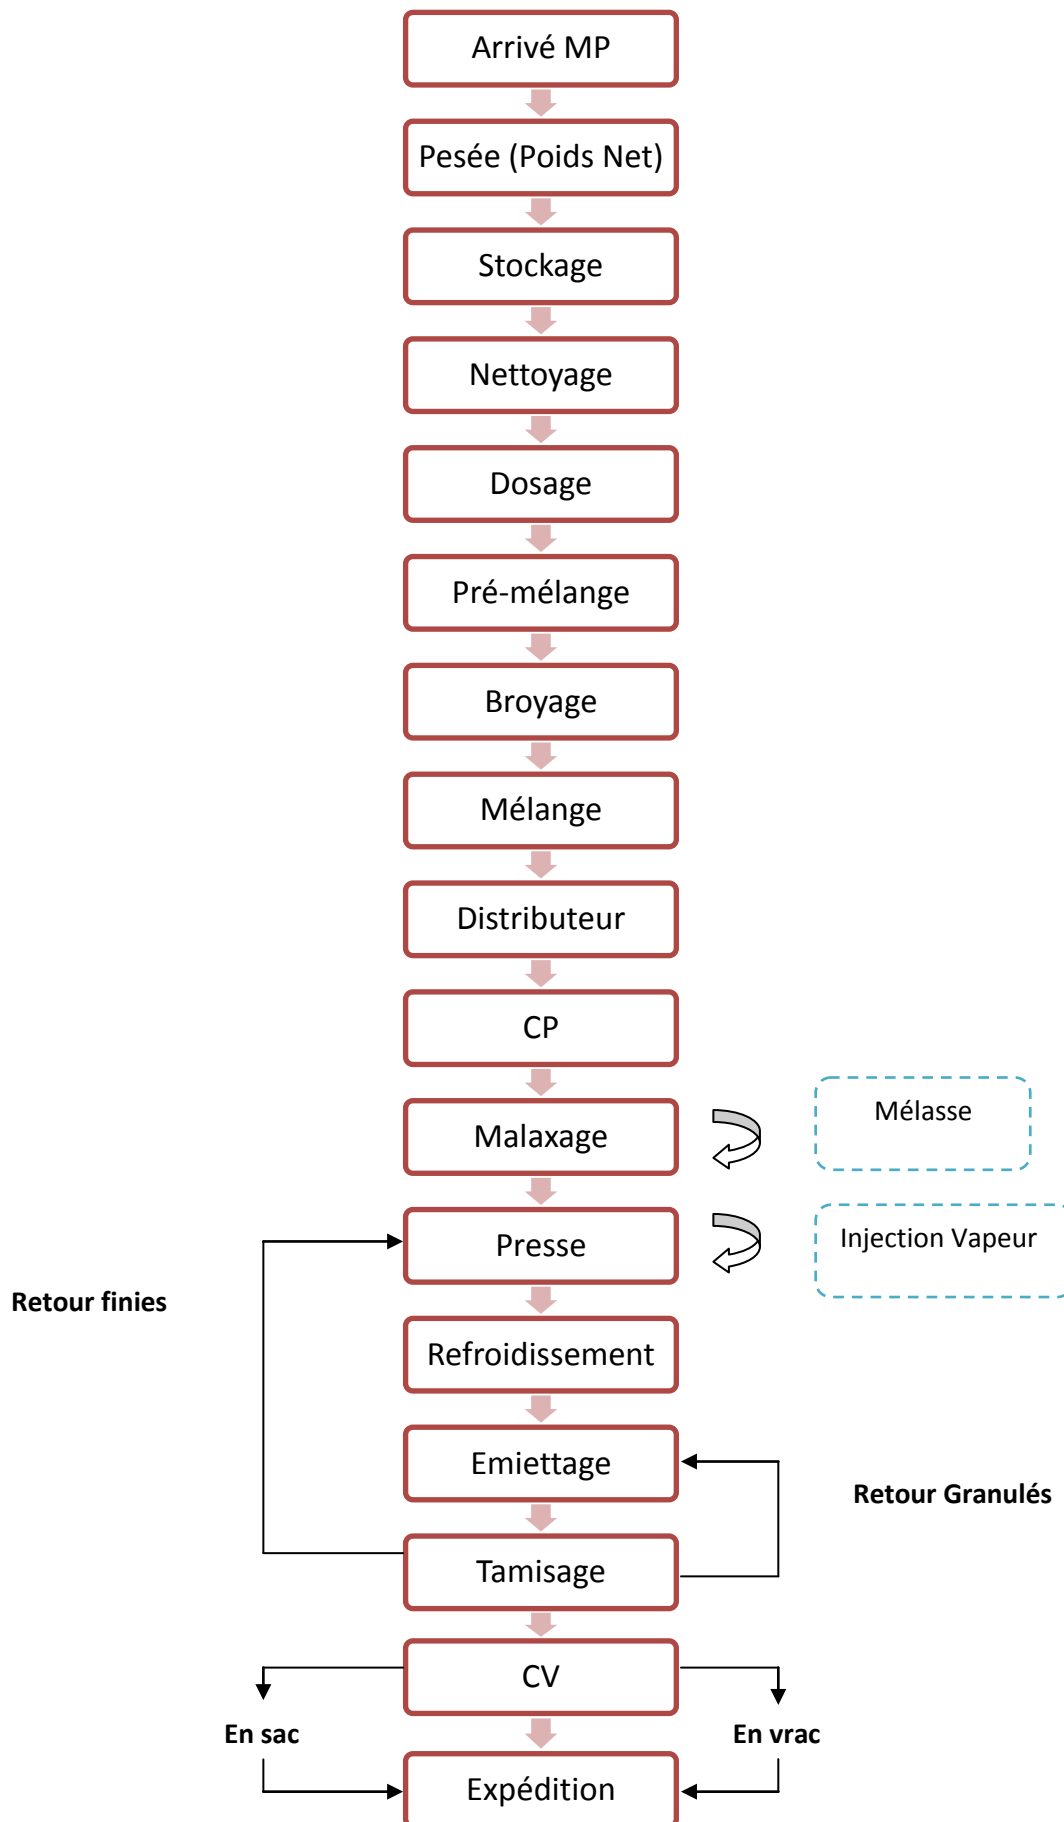 Arrivé MP
Pesée (Poids Net)
Stockage
Nettoyage
Dosage
Pré-mélange
Broyage
Mélange
Distributeur
CP
Malaxage
Mélasse
Presse
Injection Vapeur
Retour finies
Refroidissement
Emiettage
Retour Granulés
Tamisage
CV
En sac
En vrac
Expédition